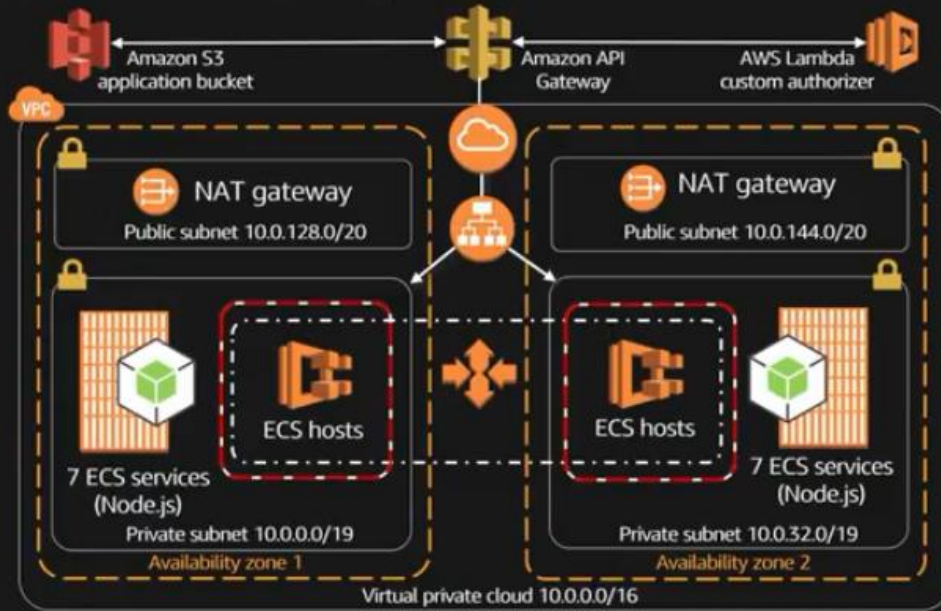 Amazon S3
application bucket
Amazon API
Gateway
AWS Lambda
custom authorizer
VPC
NAT gateway
Public subnet 10.0.128.0/20
NAT gateway
Public subnet 10.0.144.0/20
ECS hosts
7 ECS services
(Node.js)
Private subnet 10.0.0.0/19
Availability zone 1
ECS hosts
7 ECS services
(Node.js)
Private subnet 10.0.32.0/19
Availability zone 2
Virtual private cloud 10.0.0.0/16